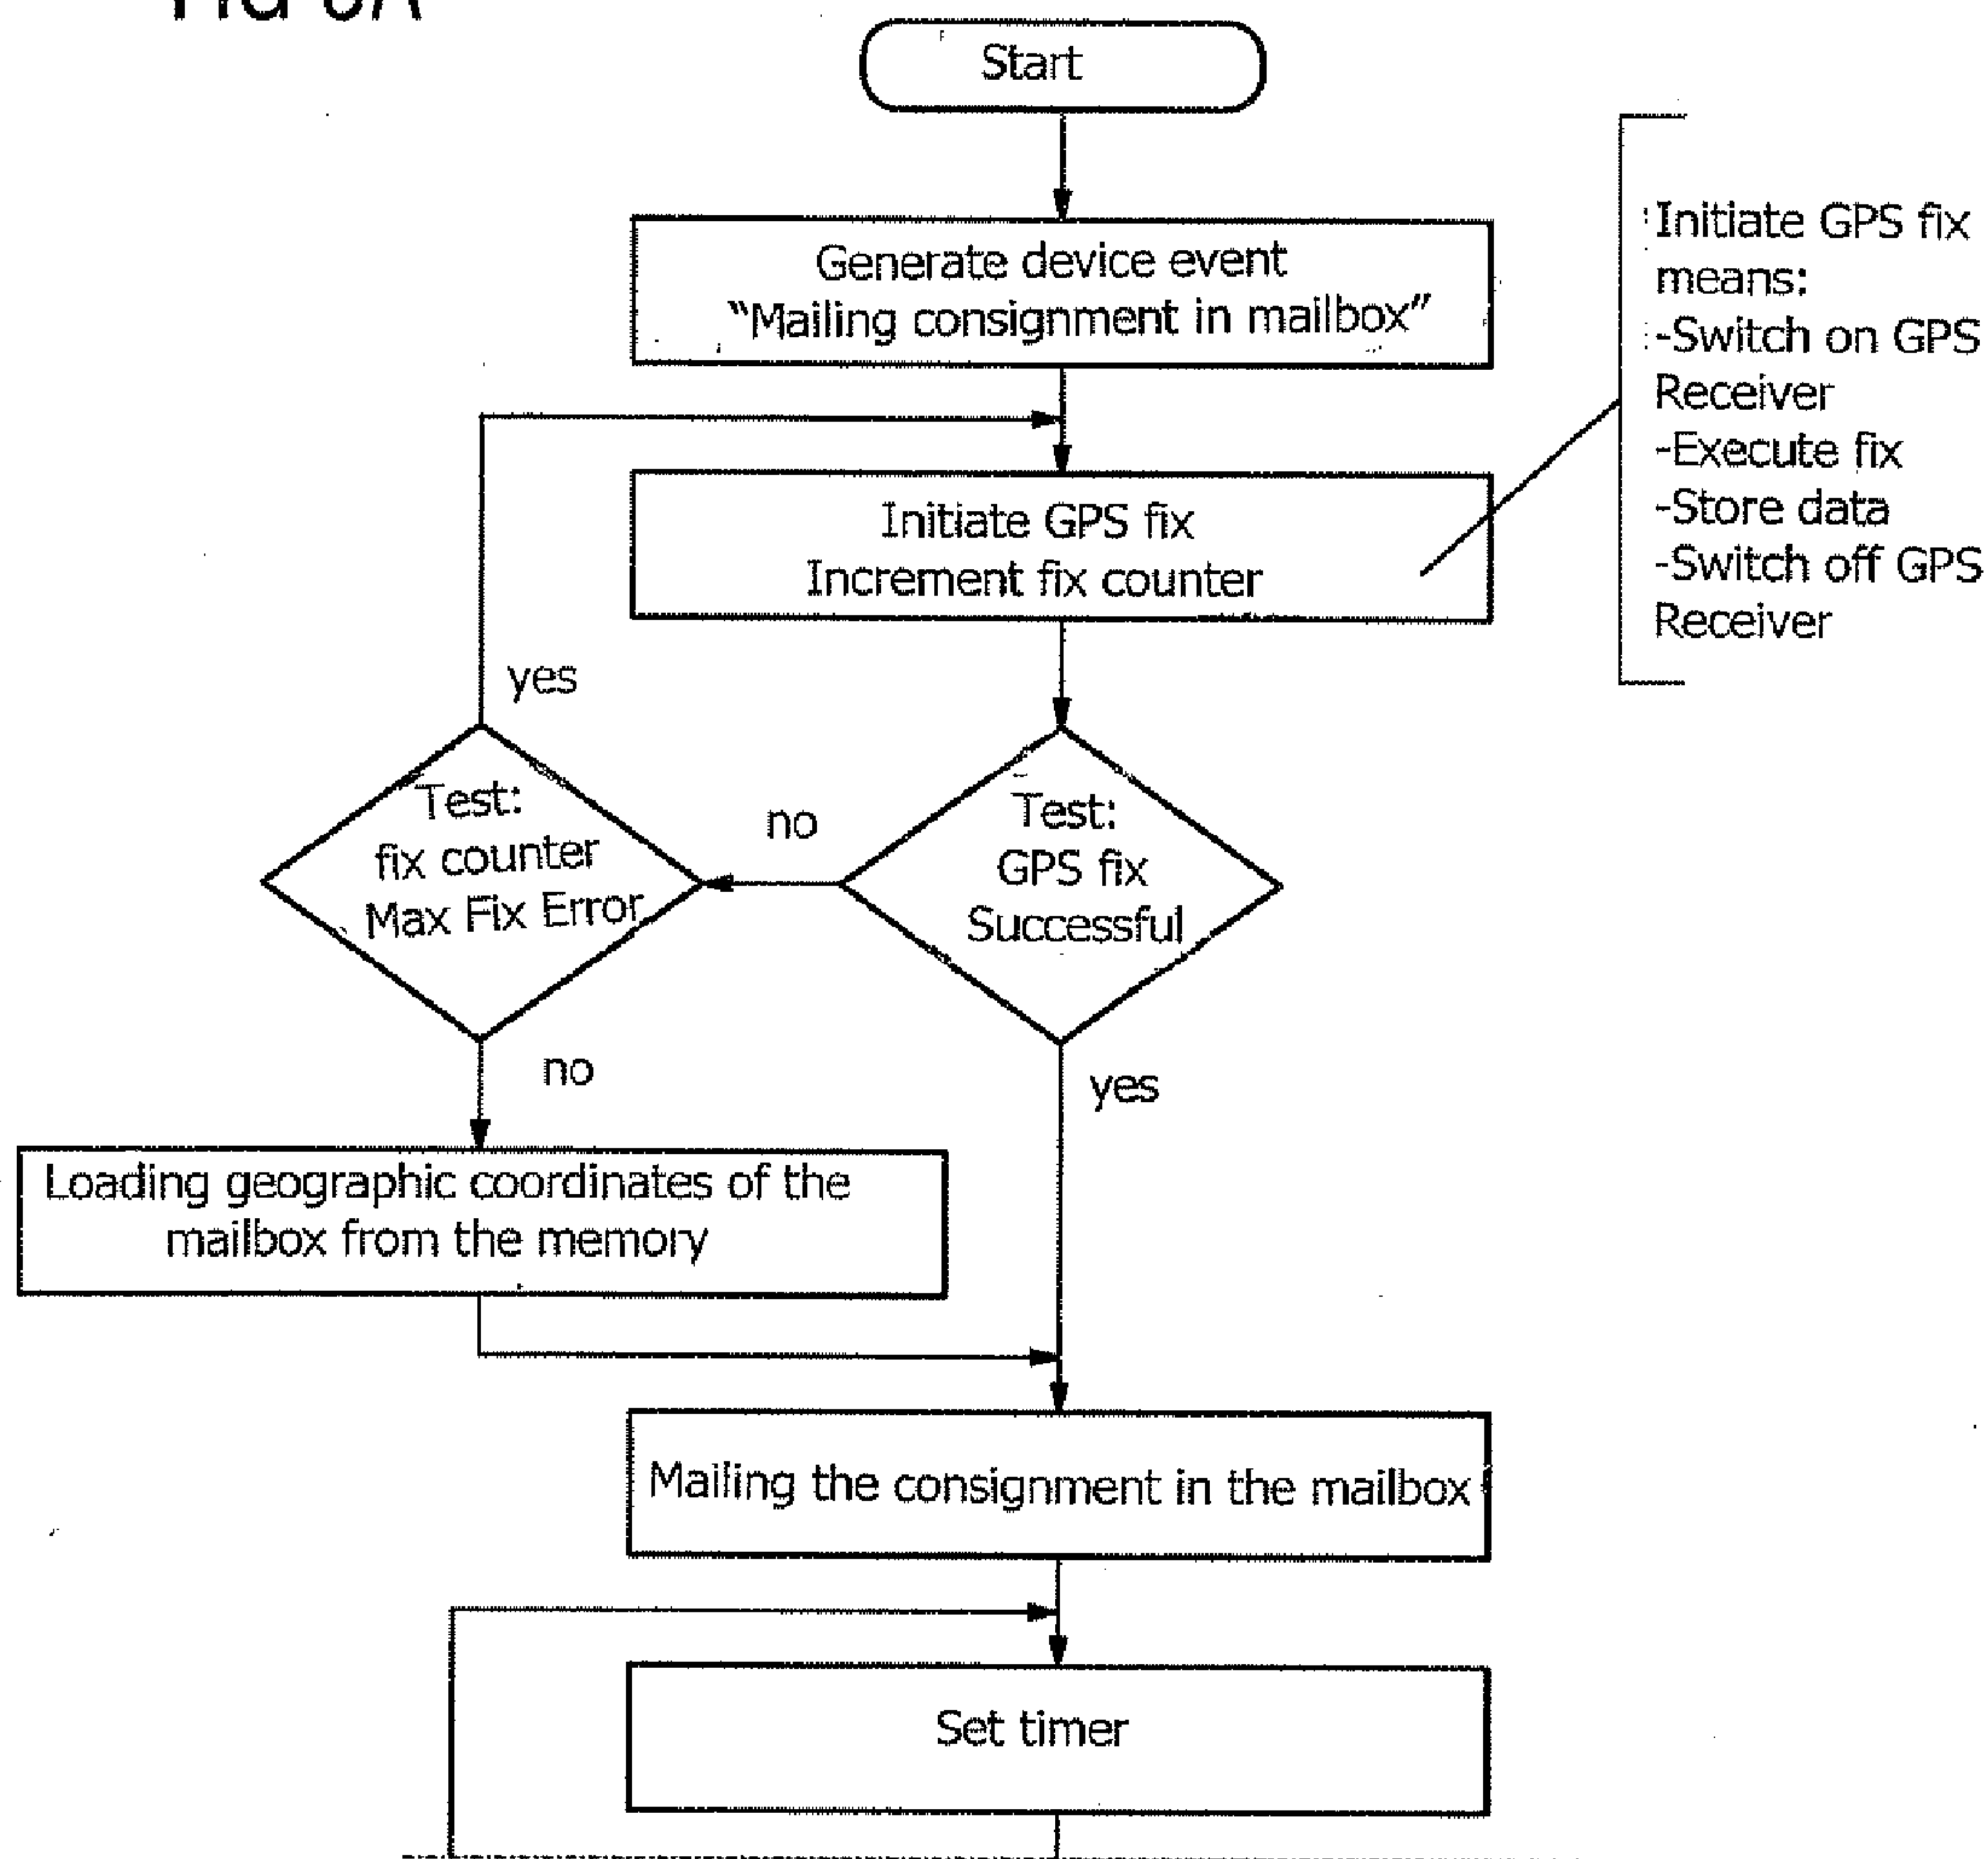 Start
Generate device event
“Mailing consignment in mailbox”
Initiate GPS fix
means:
-Switch on GPS
Receiver
-Execute fix
-Store data
-Switch off GPS
Receiver
Initiate GPS fix
Increment fix counter
yes
Test:
fix counter
Max Fix Error
no
Test:
GPS fix
Successful
no
yes
Loading geographic coordinates of the
mailbox from the memory
Mailing the consignment in the mailbox
Set timer